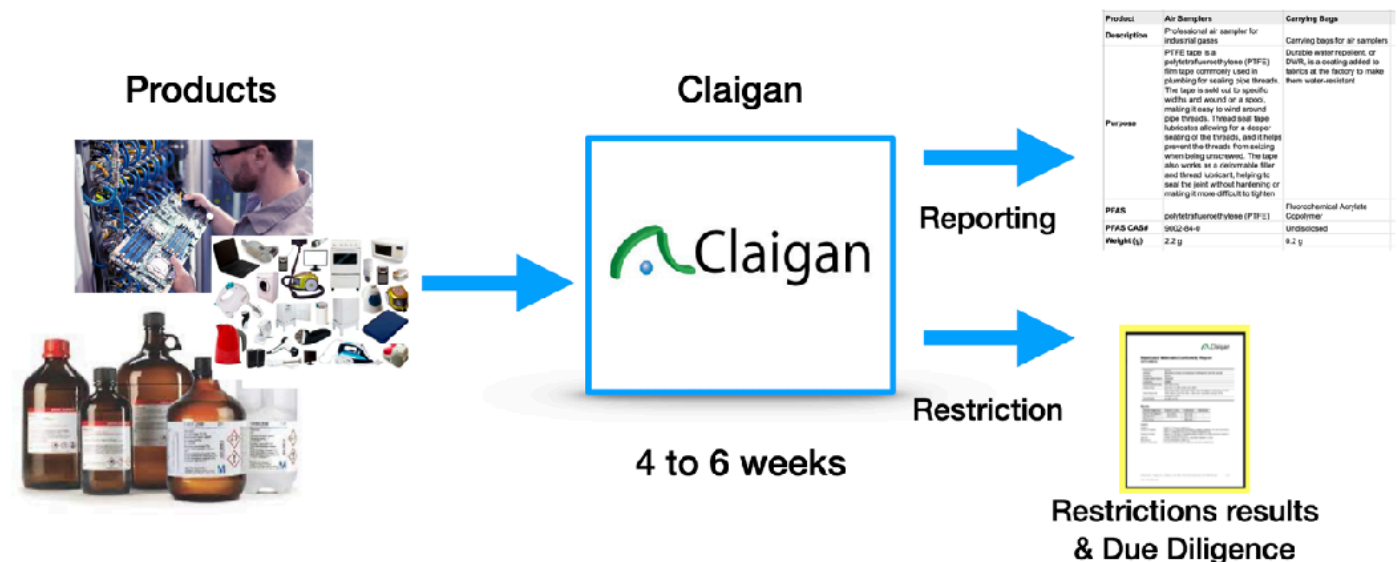 Products
Claigan
Claigan
4 to 6 weeks
Reporting
Restriction
Product Air Samplers Carrying Bags
Description Professional air sampler for
industrial gases Carrying bags for air samplers
Purpose
PTFE tape is a
polytetrafluoroethylene (PTFE)
film tape commonly used in
plumbing for sealing pipe threads.
The tape is sold cut to specific
widths and wound on a spool,
making it easy to wind around
pipe threads. Thread seal tape
lubricates allowing for a deeper
seating of the threads, and it helps
prevent the threads from seizing
when being unscrewed. The tape
also works as a deformable filler
and thread lubricant, helping to
seal the joint without hardening or
making it more difficult to tighten
Durable water repellent, or
DWR, is a coating added to
fabrics at the factory to make
them water-resistant
PFAS polytetrafluoroethylene (PTFE) Fluorochemical Acrylate
Copolymer
PFAS CAS# 9002-84-0 Undisclosed
Weight (g) 2.2 g 0.2 g
Claigan
Restrictions results
& Due Diligence